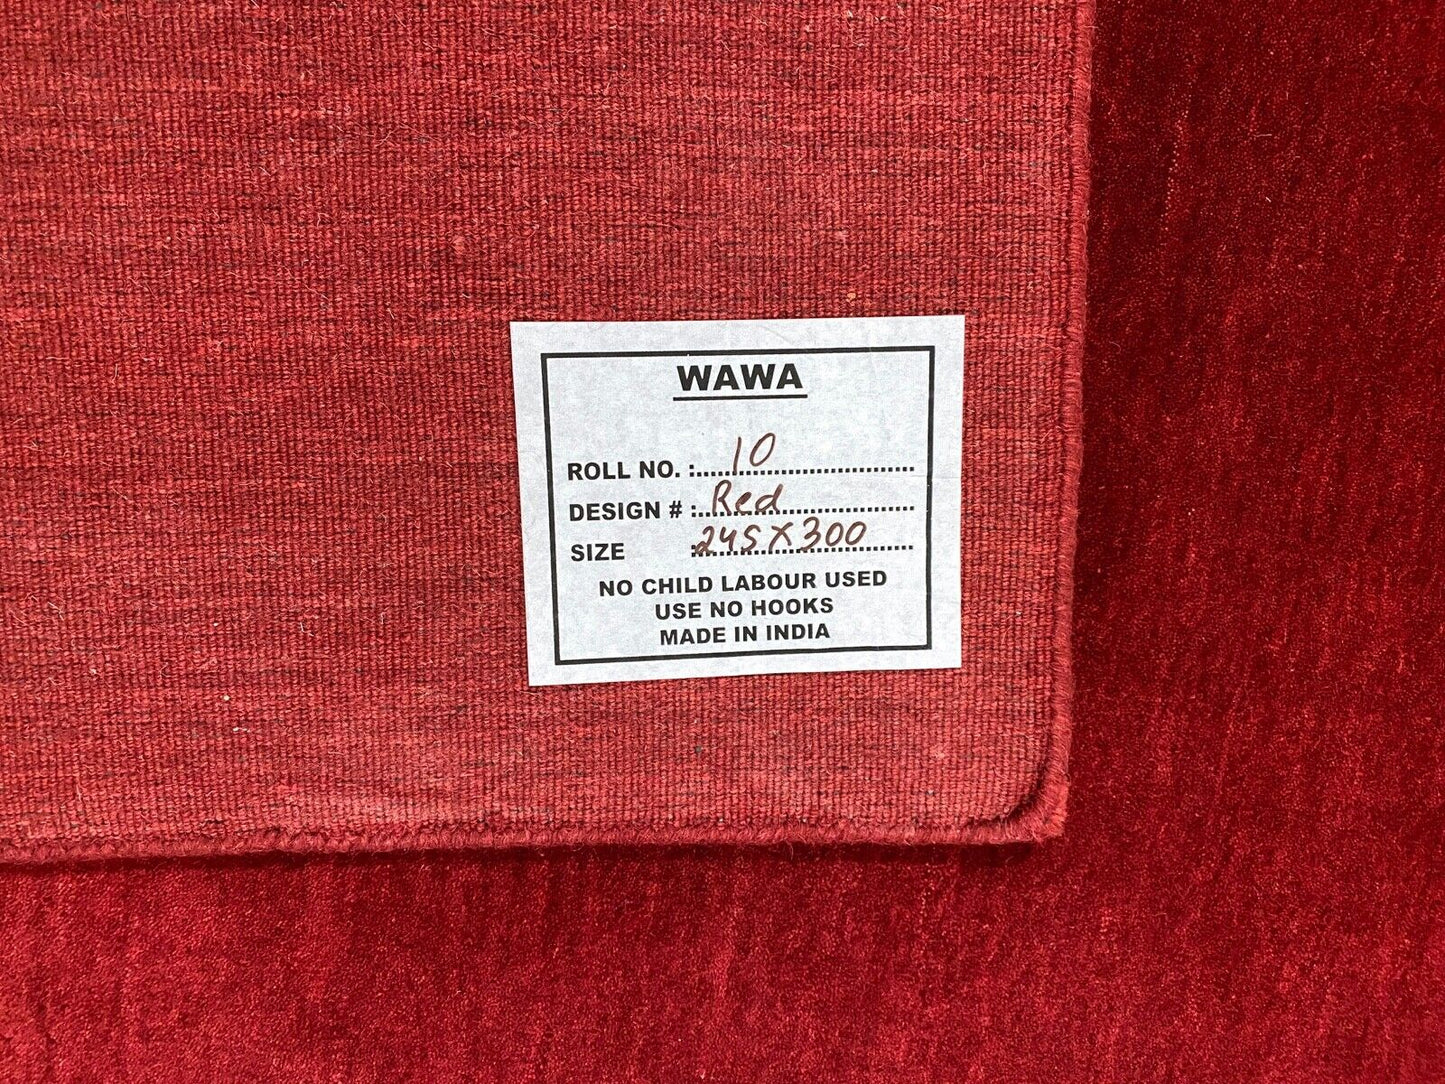 WAWA
ROLL NO. :.....10..............................
DESIGN # :..Red..............................
SIZE :245X300..............................
NO CHILD LABOUR USED
USE NO HOOKS
MADE IN INDIA